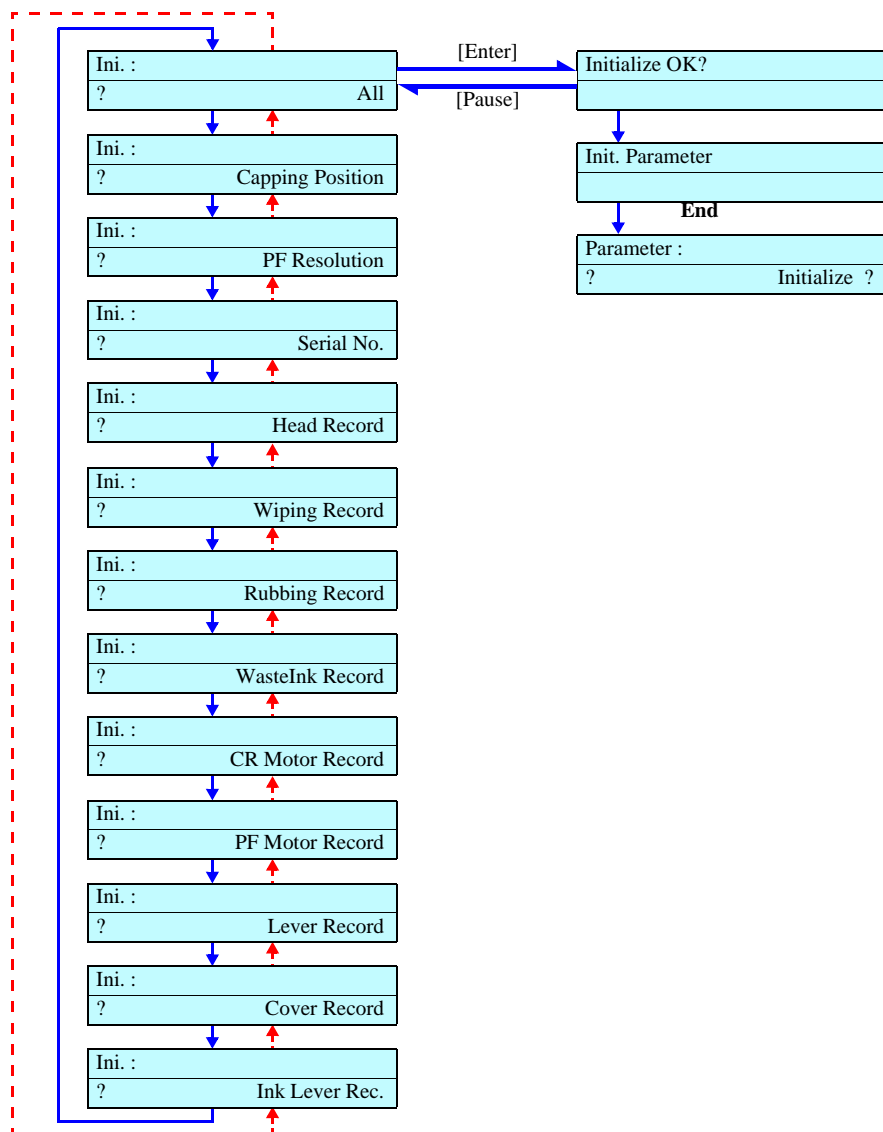 Ini. :
? All
[Enter]
[Pause]
Initialize OK?
Ini. :
? Capping Position
Init. Parameter
End
Ini. :
? PF Resolution
Parameter :
? Initialize ?
Ini. :
? Serial No.
Ini. :
? Head Record
Ini. :
? Wiping Record
Ini. :
? Rubbing Record
Ini. :
? WasteInk Record
Ini. :
? CR Motor Record
Ini. :
? PF Motor Record
Ini. :
? Lever Record
Ini. :
? Cover Record
Ini. :
? Ink Lever Rec.